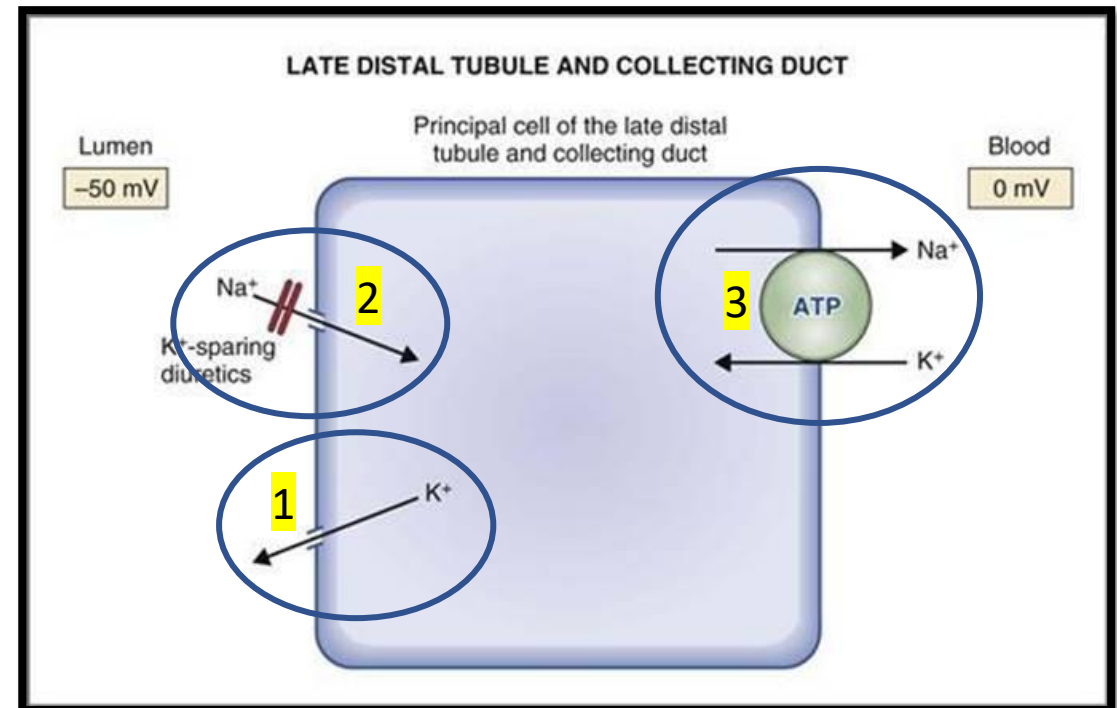 LATE DISTAL TUBULE AND COLLECTING DUCT
Principal cell of the late distal
tubule and collecting duct
Lumen
-50 mV
Blood
0 mV
Na⁺
2
K⁺-sparing
diuretics
1
K⁺
3
ATP
Na⁺
K⁺